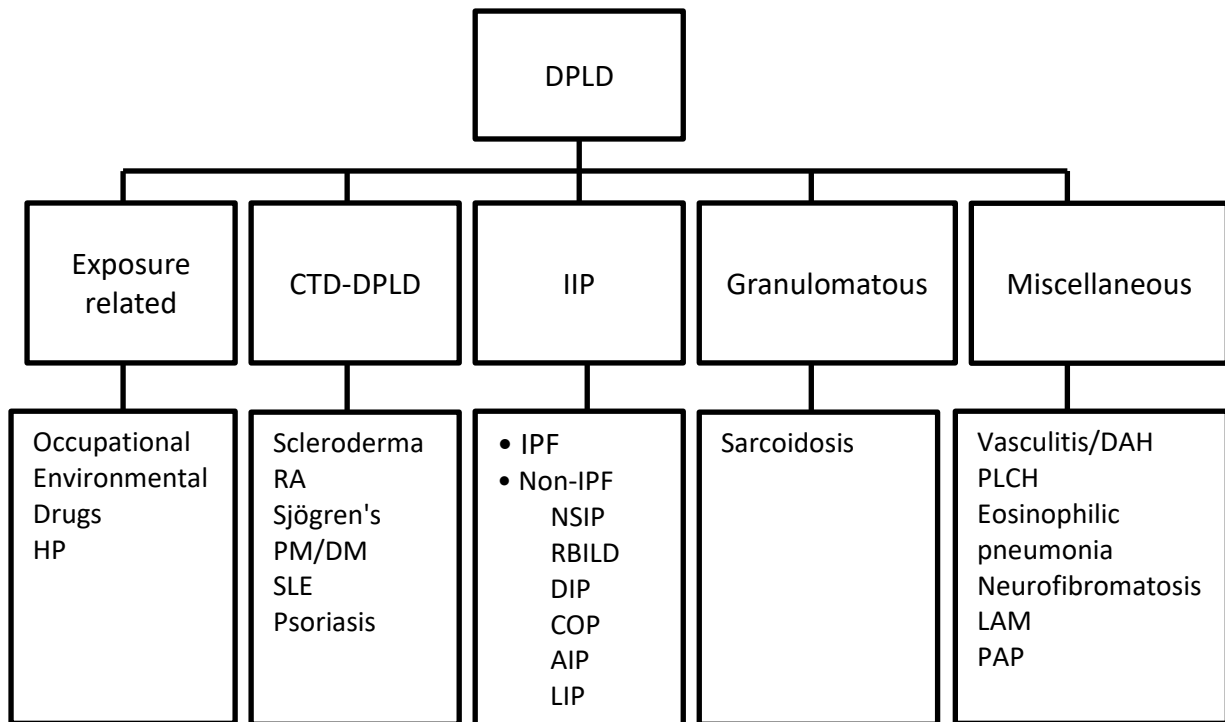 DPLD
Exposure
related
CTD-DPLD
IIP
Granulomatous
Miscellaneous
Occupational
Environmental
Drugs
HP
Scleroderma
RA
Sjögren's
PM/DM
SLE
Psoriasis
• IPF
• Non-IPF
NSIP
RBILD
DIP
COP
AIP
LIP
Sarcoidosis
Vasculitis/DAH
PLCH
Eosinophilic
pneumonia
Neurofibromatosis
LAM
PAP